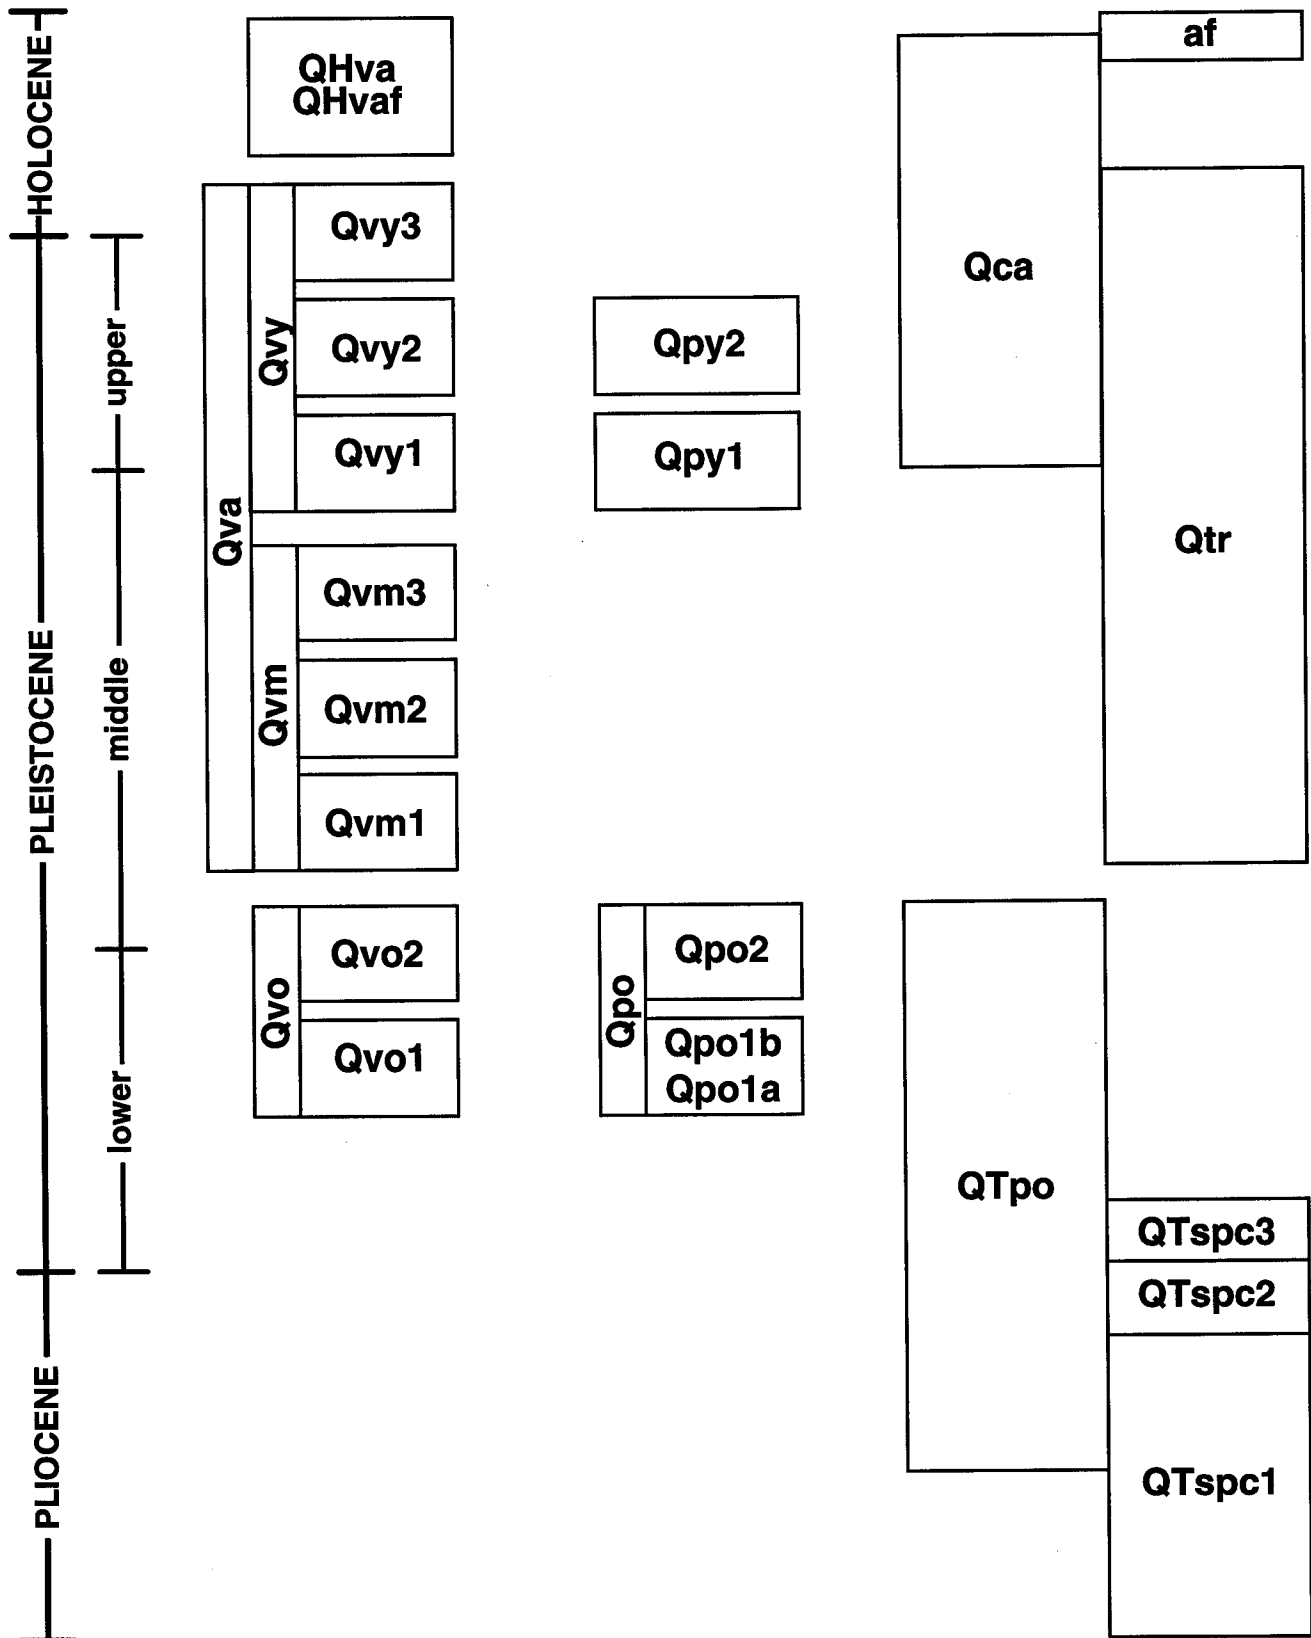 HOLOCENE
PLEISTOCENE
PLIOCENE
upper
middle
lower
QHva
QHvaf
Qva
Qvy
Qvy3
Qvy2
Qvy1
Qvm
Qvm3
Qvm2
Qvm1
Qvo
Qvo2
Qvo1
Qpy2
Qpy1
Qpo
Qpo2
Qpo1b
Qpo1a
Qca
QTpo
af
Qtr
QTspc3
QTspc2
QTspc1